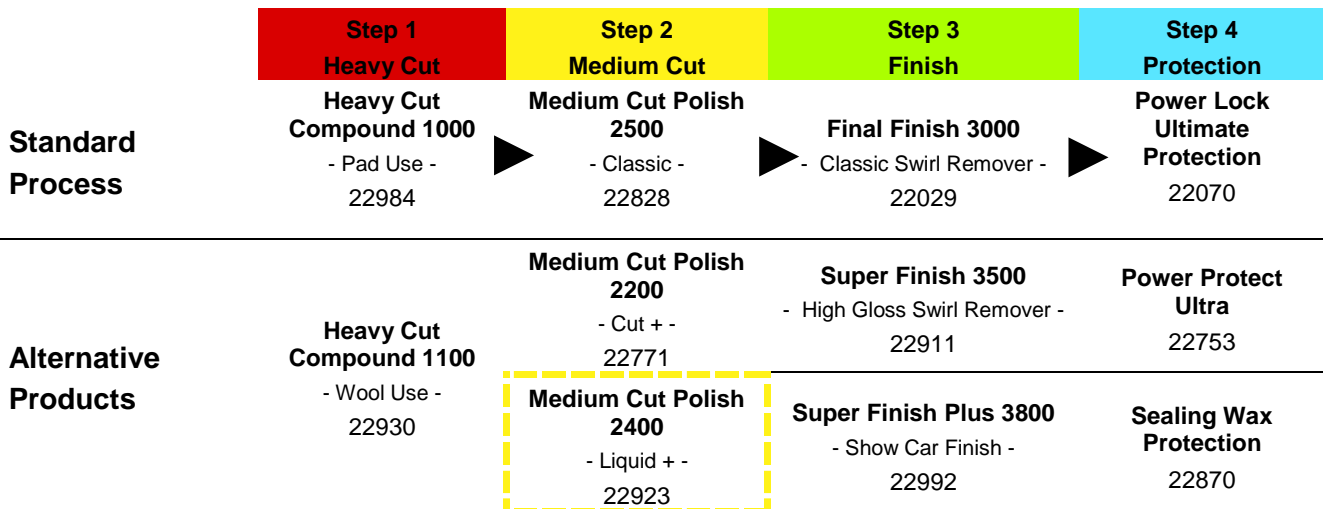 Step 1
Heavy Cut
Step 2
Medium Cut
Step 3
Finish
Step 4
Protection
Standard
Process
Heavy Cut
Compound 1000
- Pad Use -
22984
Medium Cut Polish
2500
- Classic -
22828
Final Finish 3000
- Classic Swirl Remover -
22029
Power Lock
Ultimate
Protection
22070
Alternative
Products
Heavy Cut
Compound 1100
- Wool Use -
22930
Medium Cut Polish
2200
- Cut + -
22771
Medium Cut Polish
2400
- Liquid + -
22923
Super Finish 3500
- High Gloss Swirl Remover -
22911
Super Finish Plus 3800
- Show Car Finish -
22992
Power Protect
Ultra
22753
Sealing Wax
Protection
22870